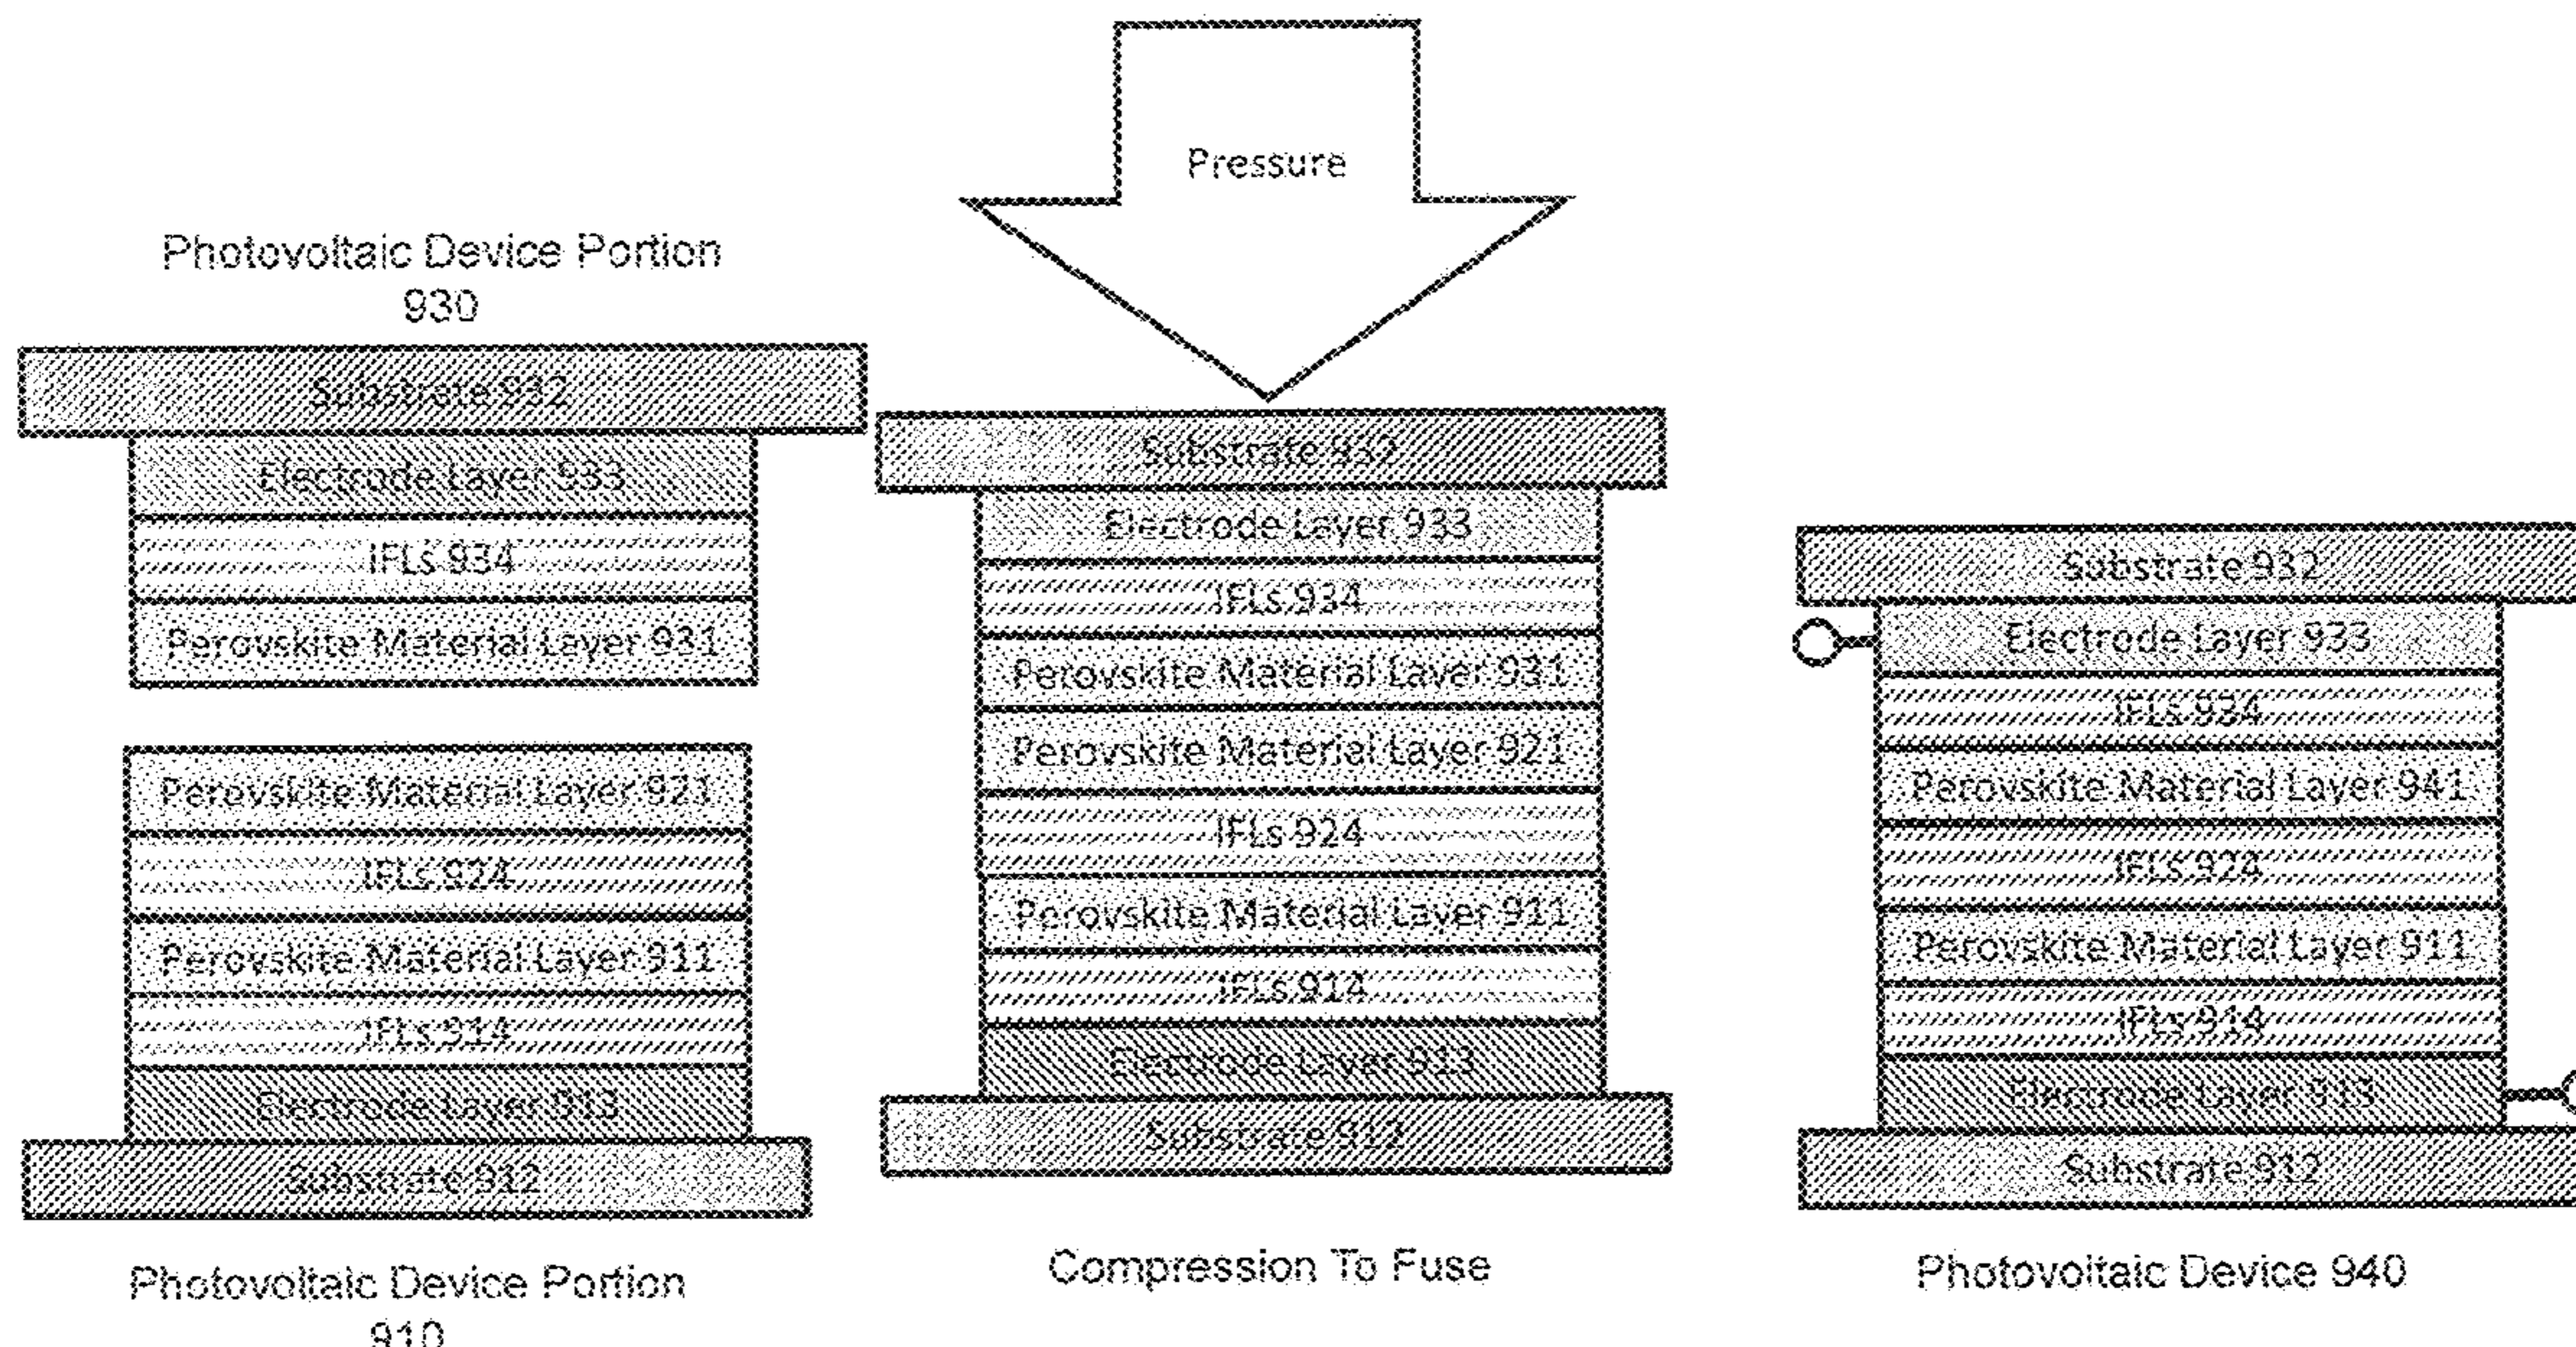 Pressure
Photovoltaic Device Portion
930
Substrate 932
Electrode Layer 933
IFLs 934
Perovskite Material Layer 931
Perovskite Material Layer 921
IFLs 924
Perovskite Material Layer 911
IFLs 914
Electrode Layer 913
Substrate 912
Photovoltaic Device Portion
910
Substrate 932
Electrode Layer 933
IFLs 934
Perovskite Material Layer 931
Perovskite Material Layer 921
IFLs 924
Perovskite Material Layer 911
IFLs 914
Electrode Layer 913
Substrate 912
Compression To Fuse
Substrate 932
Electrode Layer 933
IFLs 934
Perovskite Material Layer 941
IFLs 924
Perovskite Material Layer 911
IFLs 914
Electrode Layer 913
Substrate 912
Photovoltaic Device 940